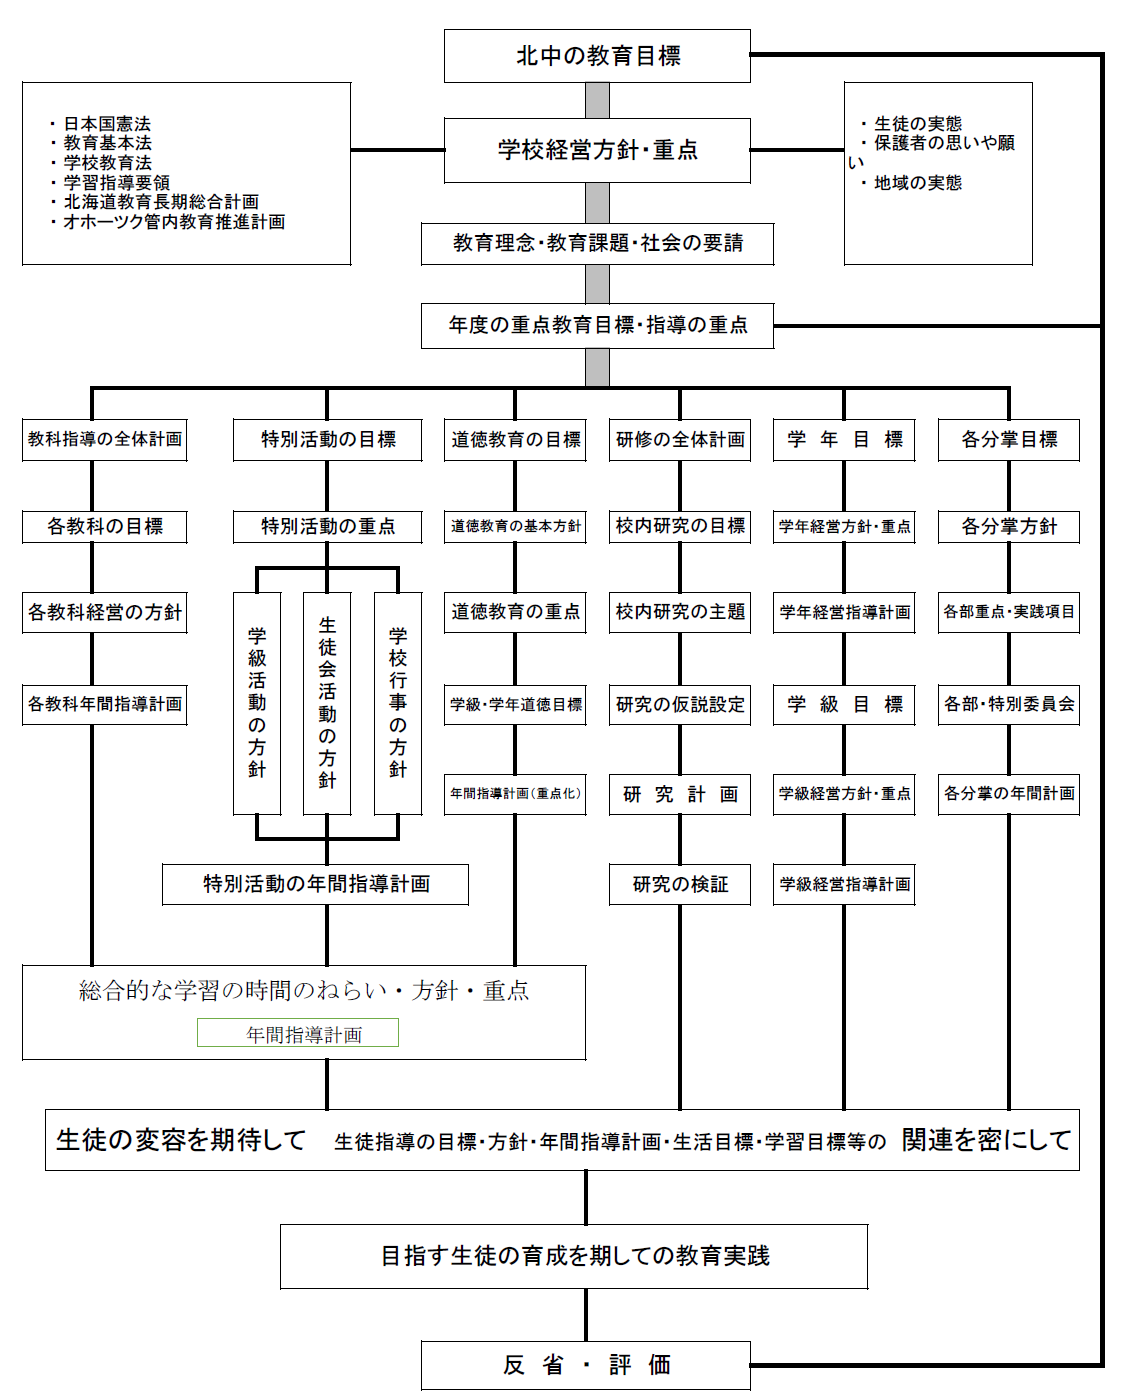 北中の教育目標
・ 日本国憲法
・ 教育基本法
・ 学校教育法
・ 学習指導要領
・ 北海道教育長期総合計画
・ オホーツク管内教育推進計画
学校経営方針・重点
・ 生徒の実態
・ 保護者の思いや願
い
・ 地域の実態
教育理念・教育課題・社会の要請
年度の重点教育目標・指導の重点
教科指導の全体計画
特別活動の目標
道徳教育の目標
研修の全体計画
学 年 目 標
各分掌目標
各教科の目標
特別活動の重点
道徳教育の基本方針
校内研究の目標
学年経営方針・重点
各分掌方針
各教科経営の方針
学級活動の方針
生徒会活動の方針
学校行事の方針
道徳教育の重点
校内研究の主題
学年経営指導計画
各部重点・実践項目
各教科年間指導計画
学級・学年道徳目標
研究の仮説設定
学 級 目 標
各部・特別委員会
年間指導計画(重点化)
研 究 計 画
学級経営方針・重点
各分掌の年間計画
特別活動の年間指導計画
研究の検証
学級経営指導計画
総合的な学習の時間のねらい・方針・重点
年間指導計画
生徒の変容を期待して 生徒指導の目標・方針・年間指導計画・生活目標・学習目標等の 関連を密にして
目指す生徒の育成を期しての教育実践
反 省 ・ 評 価